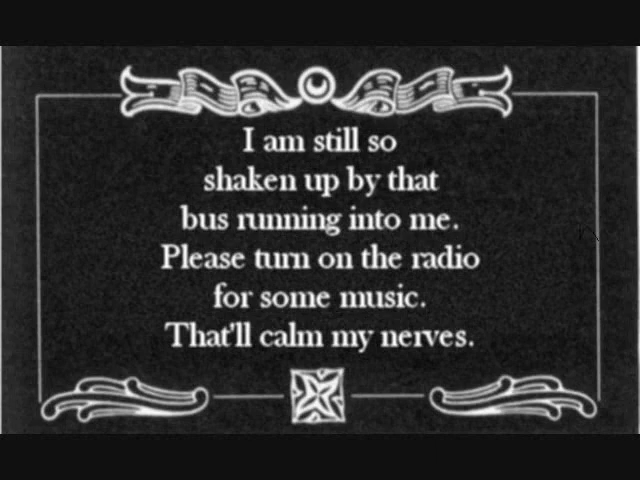 I am still so
shaken up by that
bus running into me.
Please turn on the radio
for some music.
That'll calm my nerves.